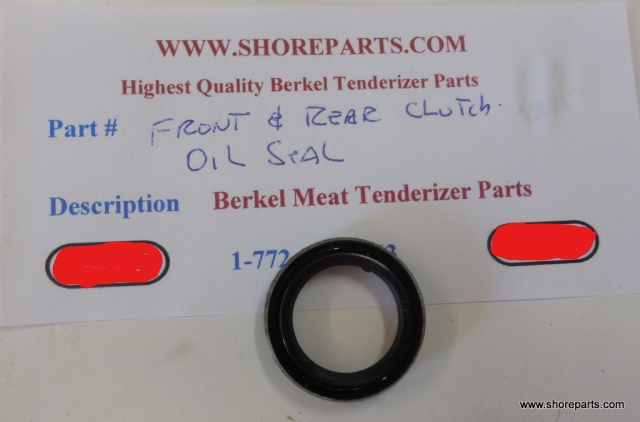 WWW.SHOREPARTS.COM
Highest Quality Berkel Tenderizer Parts
Part # FRONT & REAR CLUTCh.
OIL SEAL
Description Berkel Meat Tenderizer Parts
1-772
www.shoreparts.com